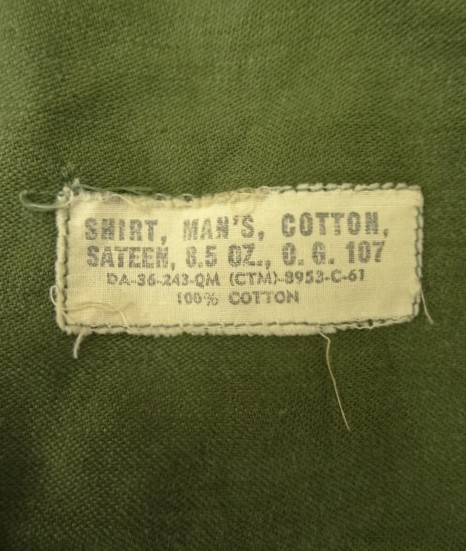 SHIRT, MAN'S, COTTON,
SATEEN, 8.5 OZ., O. G. 107
DA-36-243-QM (CTM)-8953-C-61
100% COTTON